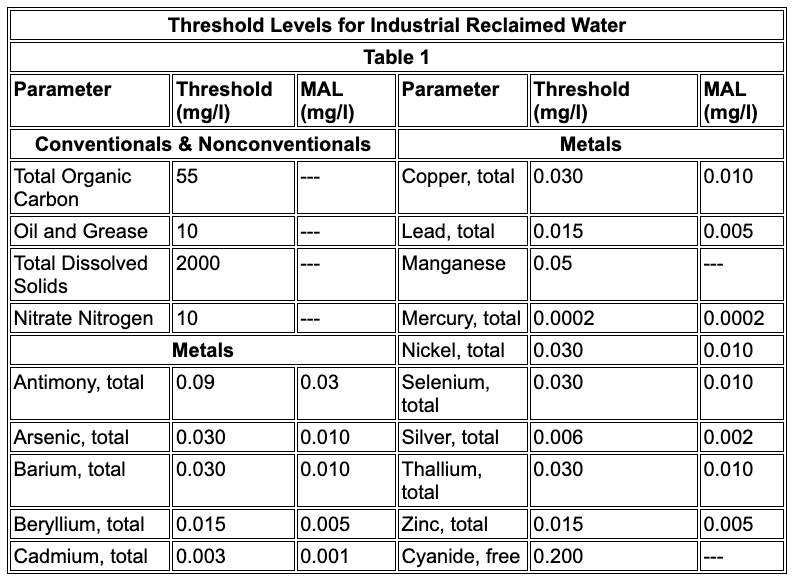 Threshold Levels for Industrial Reclaimed Water
Table 1
Parameter Threshold (mg/l) MAL (mg/l) Parameter Threshold (mg/l) MAL (mg/l)
Conventionals & Nonconventionals Metals
Total Organic Carbon 55 --- Copper, total 0.030 0.010
Oil and Grease 10 --- Lead, total 0.015 0.005
Total Dissolved Solids 2000 --- Manganese 0.05 ---
Nitrate Nitrogen 10 --- Mercury, total 0.0002 0.0002
Metals Nickel, total 0.030 0.010
Antimony, total 0.09 0.03 Selenium, total 0.030 0.010
Arsenic, total 0.030 0.010 Silver, total 0.006 0.002
Barium, total 0.030 0.010 Thallium, total 0.030 0.010
Beryllium, total 0.015 0.005 Zinc, total 0.015 0.005
Cadmium, total 0.003 0.001 Cyanide, free 0.200 ---